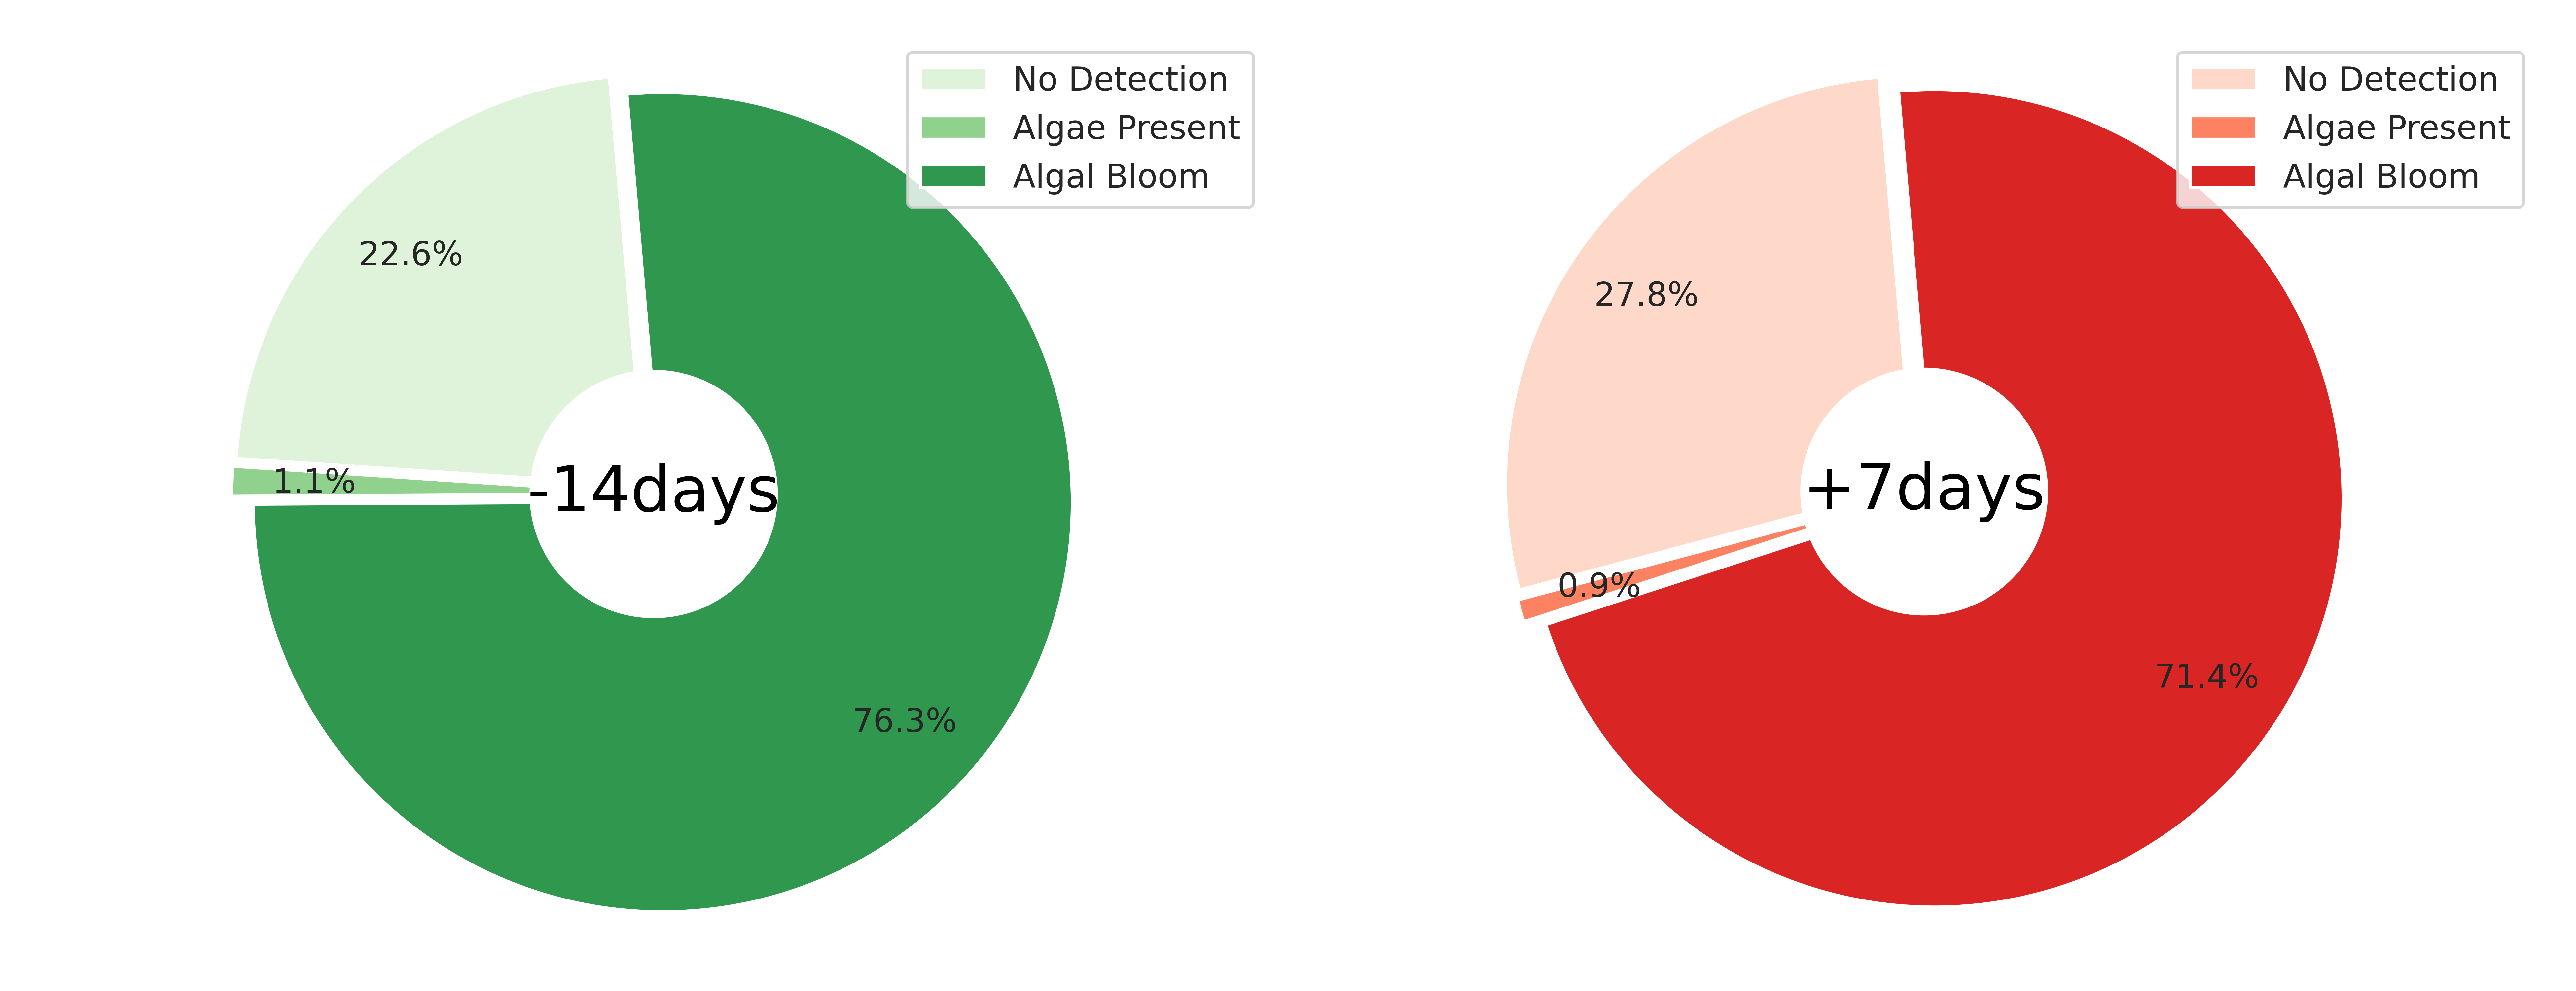 No Detection
Algae Present
Algal Bloom
22.6%
1.1%
-14days
76.3%
No Detection
Algae Present
Algal Bloom
27.8%
+7days
0.9%
71.4%